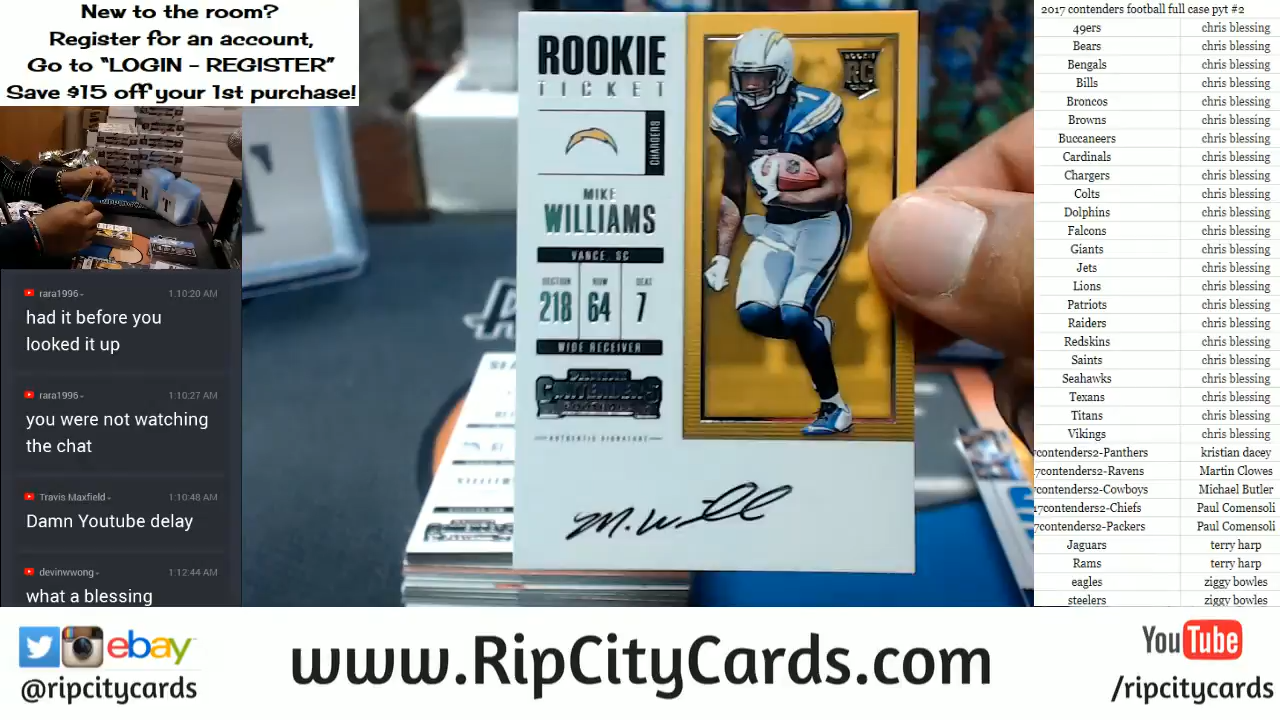 New to the room?
Register for an account,
Go to “LOGIN - REGISTER”
Save $15 off your 1st purchase!
rara1996- 1:10:20 AM
had it before you
looked it up
rara1996- 1:10:27 AM
you were not watching
the chat
Travis Maxfield- 1:10:48 AM
Damn Youtube delay
devinwwong- 1:12:44 AM
what a blessing
ROOKIE
TICKET
CHARGERS
MIKE
WILLIAMS
VANCE, SC
SECTION ROW SEAT
218 64 7
WIDE RECEIVER
PANINI
CONTENDERS
AUTHENTIC SIGNATURE
ROOKIE
RC
M. Will
2017 contenders football full case pyt #2
49ers chris blessing
Bears chris blessing
Bengals chris blessing
Bills chris blessing
Broncos chris blessing
Browns chris blessing
Buccaneers chris blessing
Cardinals chris blessing
Chargers chris blessing
Colts chris blessing
Dolphins chris blessing
Falcons chris blessing
Giants chris blessing
Jets chris blessing
Lions chris blessing
Patriots chris blessing
Raiders chris blessing
Redskins chris blessing
Saints chris blessing
Seahawks chris blessing
Texans chris blessing
Titans chris blessing
Vikings chris blessing
contenders2-Panthers kristian dacey
7contenders2-Ravens Martin Clowes
contenders2-Cowboys Michael Butler
17contenders2-Chiefs Paul Comensoli
7contenders2-Packers Paul Comensoli
Jaguars terry harp
Rams terry harp
eagles ziggy bowles
steelers ziggy bowles
ebay
@ripcitycards
www.RipCityCards.com
YouTube
/ripcitycards